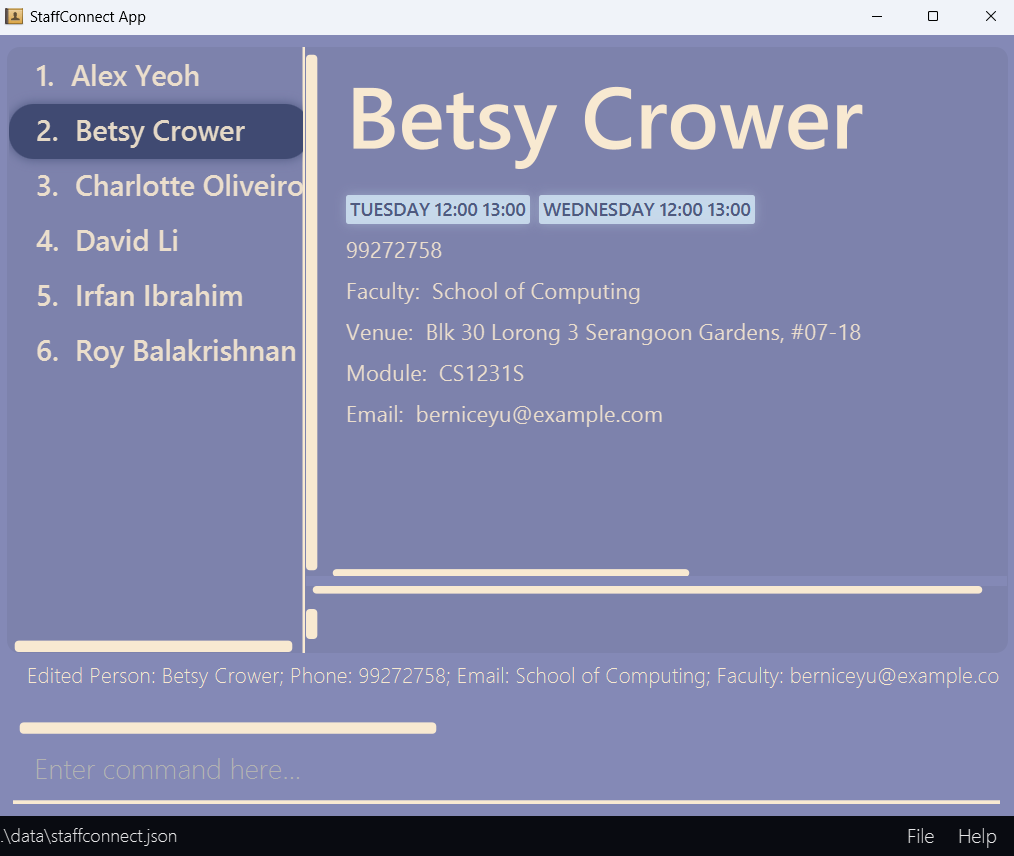 StaffConnect App
1. Alex Yeoh
2. Betsy Crower
3. Charlotte Oliveiro
4. David Li
5. Irfan Ibrahim
6. Roy Balakrishnan
Betsy Crower
TUESDAY 12:00 13:00 WEDNESDAY 12:00 13:00
99272758
Faculty: School of Computing
Venue: Blk 30 Lorong 3 Serangoon Gardens, #07-18
Module: CS1231S
Email: berniceyu@example.com
Edited Person: Betsy Crower; Phone: 99272758; Email: School of Computing; Faculty: berniceyu@example.co
Enter command here...
.\data\staffconnect.json
File Help